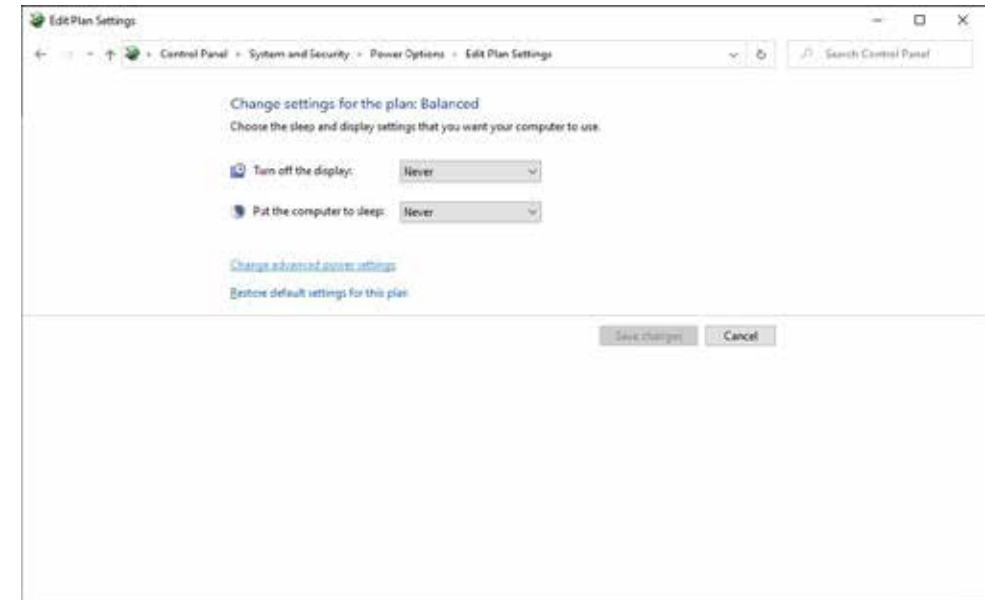 Edit Plan Settings
Control Panel System and Security Power Options Edit Plan Settings
Search Control Panel
Change settings for the plan: Balanced
Choose the sleep and display settings that you want your computer to use.
Turn off the display: Never
Put the computer to sleep: Never
Change advanced power settings
Restore default settings for this plan
Save changes Cancel